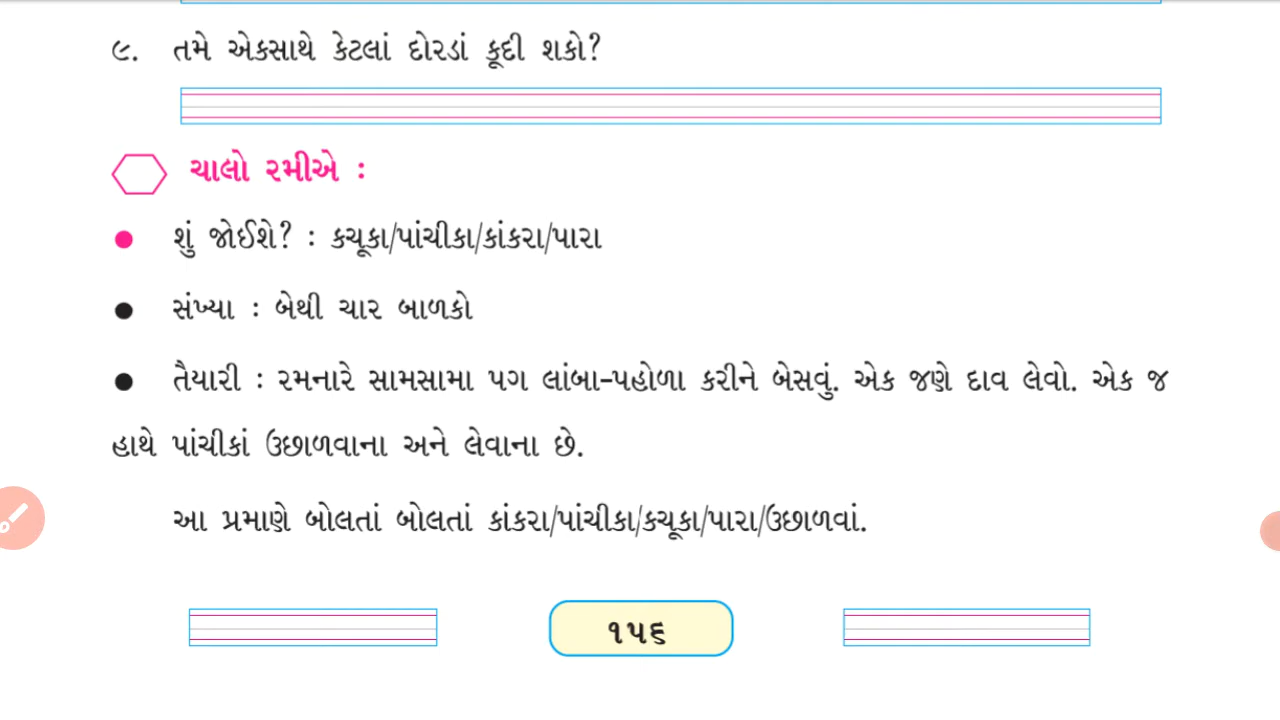 ૯. તમે એકસાથે કેટલાં દોરડાં કૂદી શકો?
ચાલો રમીએ :
● શું જોઈશે? : કચૂકા/પાંચીકા/કાંકરા/પારા
● સંખ્યા : બેથી ચાર બાળકો
● તૈયારી : રમનારે સામસામા પગ લાંબા-પહોળા કરીને બેસવું. એક જણે દાવ લેવો. એક જ
હાથે પાંચીકાં ઉછાળવાના અને લેવાના છે.
આ પ્રમાણે બોલતાં બોલતાં કાંકરા/પાંચીકા/કચૂકા/પારા/ઉછાળવાં.
૧૫૬